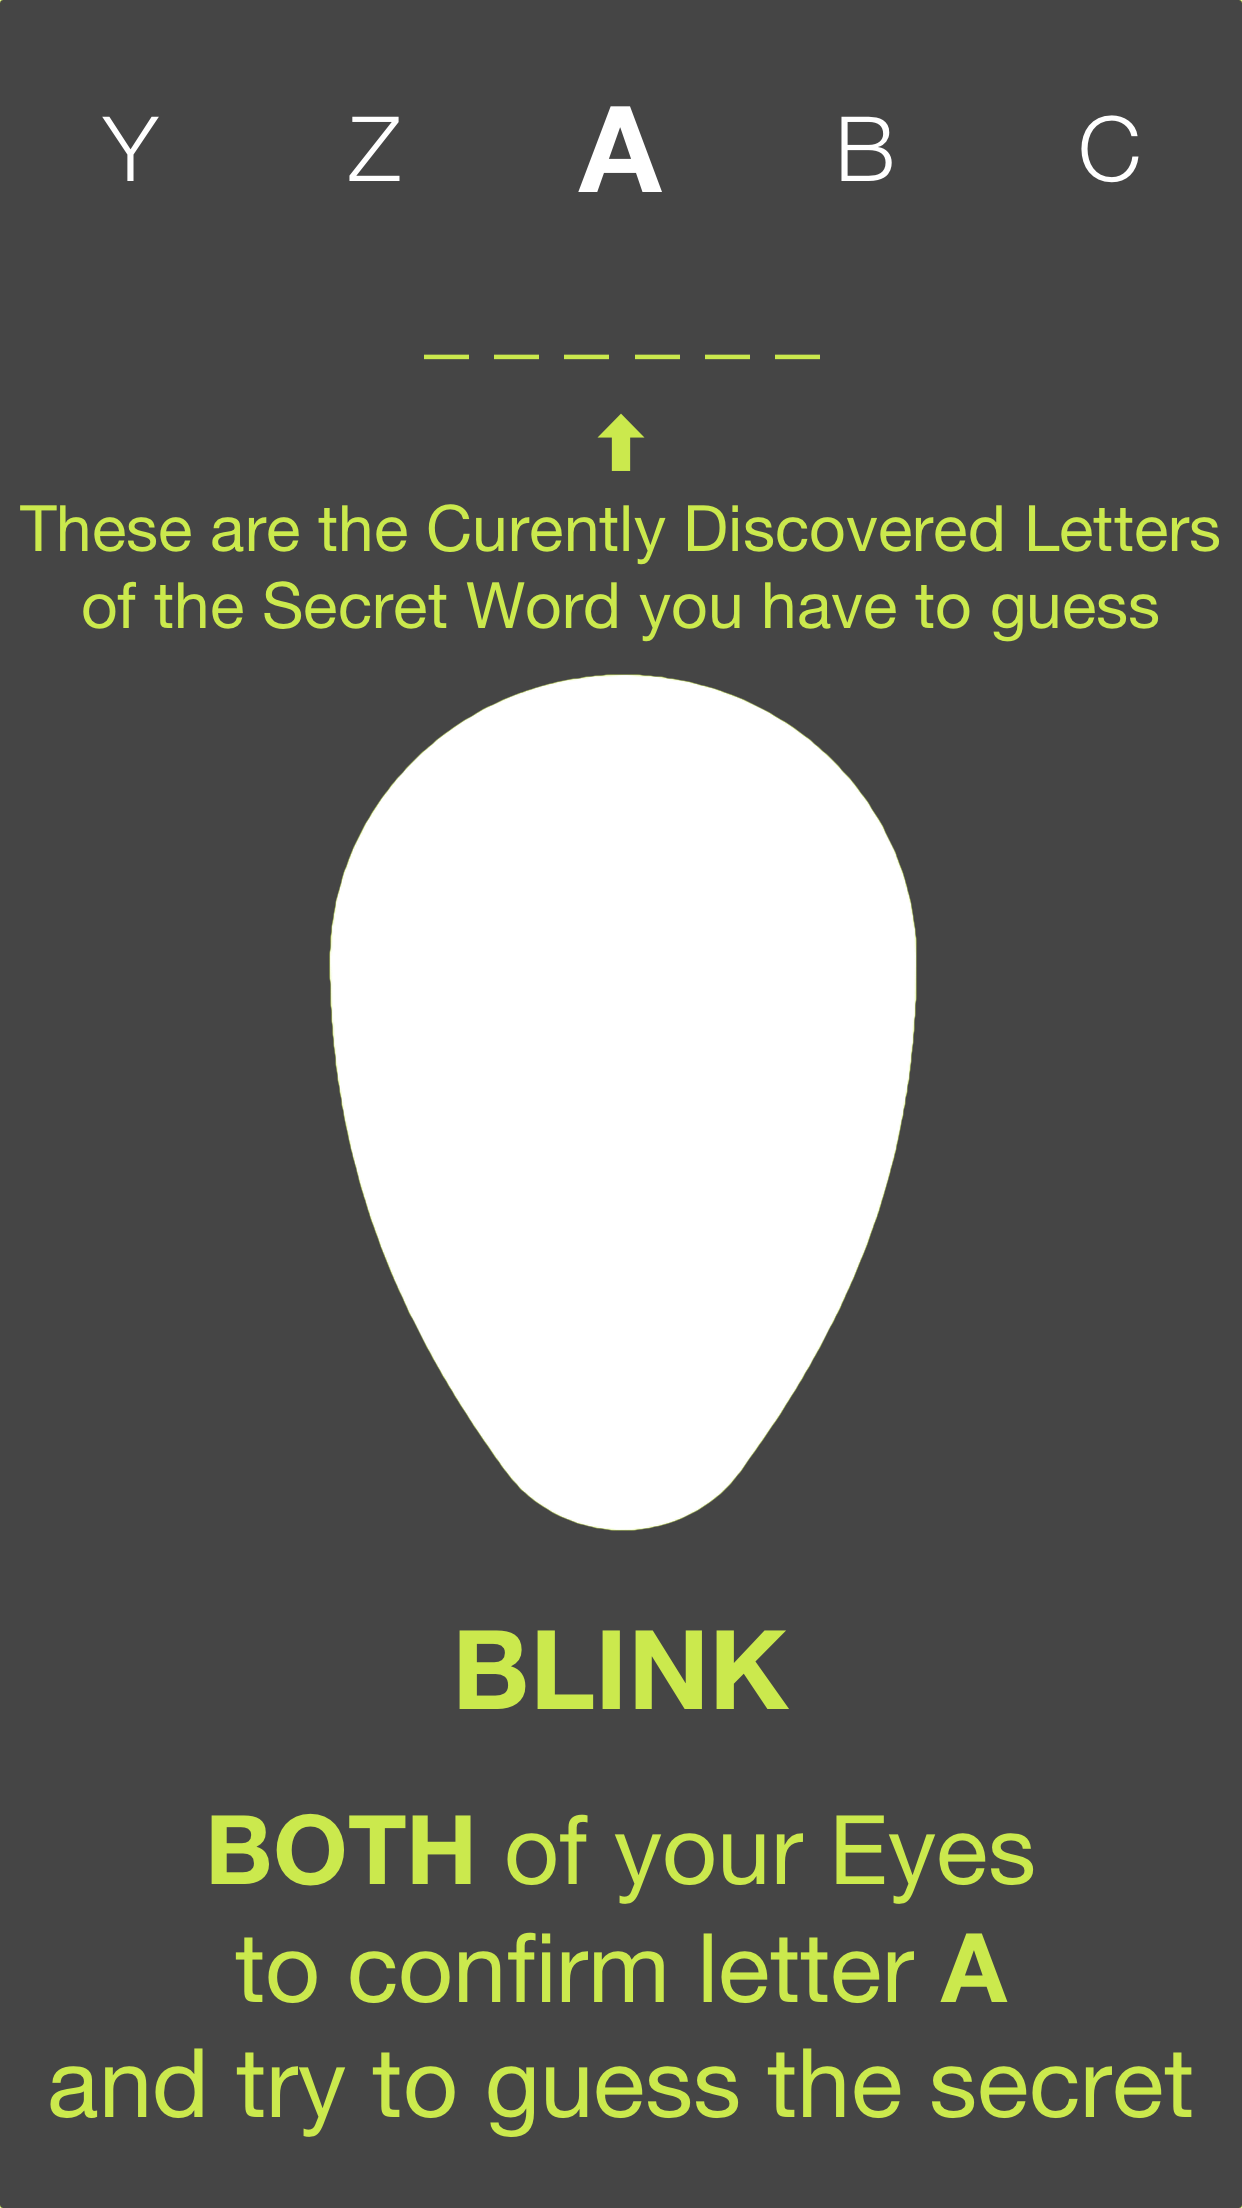 Y Z A B C
_ _ _ _ _ _
These are the Curently Discovered Letters
of the Secret Word you have to guess
BLINK
BOTH of your Eyes
to confirm letter A
and try to guess the secret